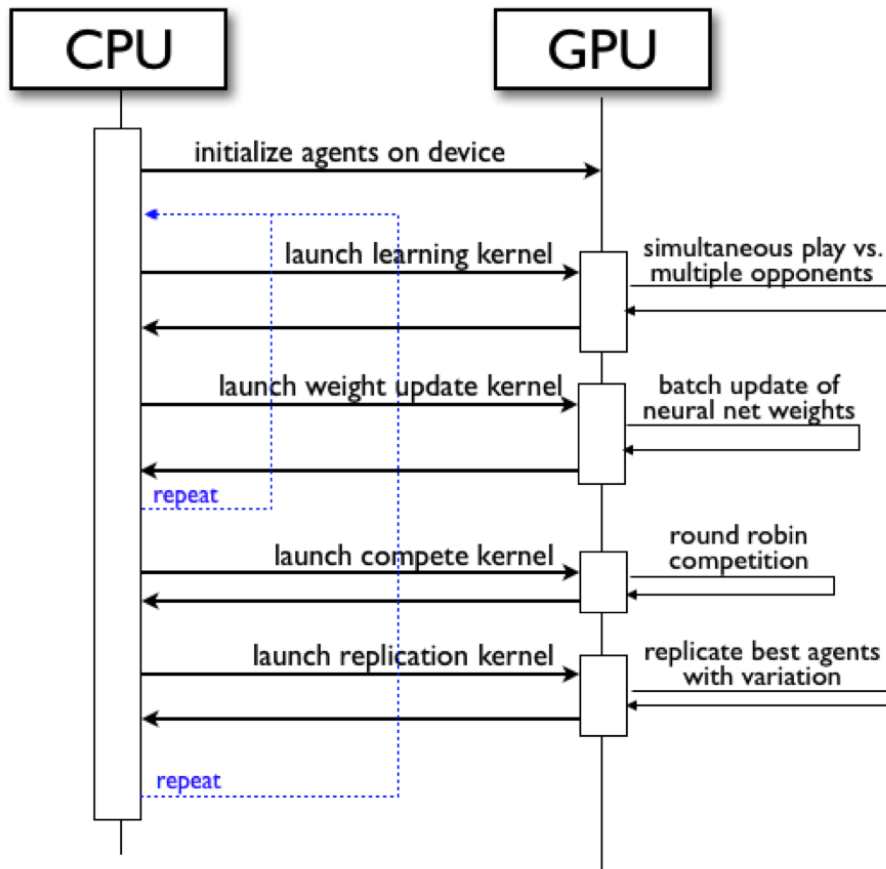 CPU
GPU
initialize agents on device
launch learning kernel
simultaneous play vs.
multiple opponents
launch weight update kernel
batch update of
neural net weights
repeat
launch compete kernel
round robin
competition
launch replication kernel
replicate best agents
with variation
repeat